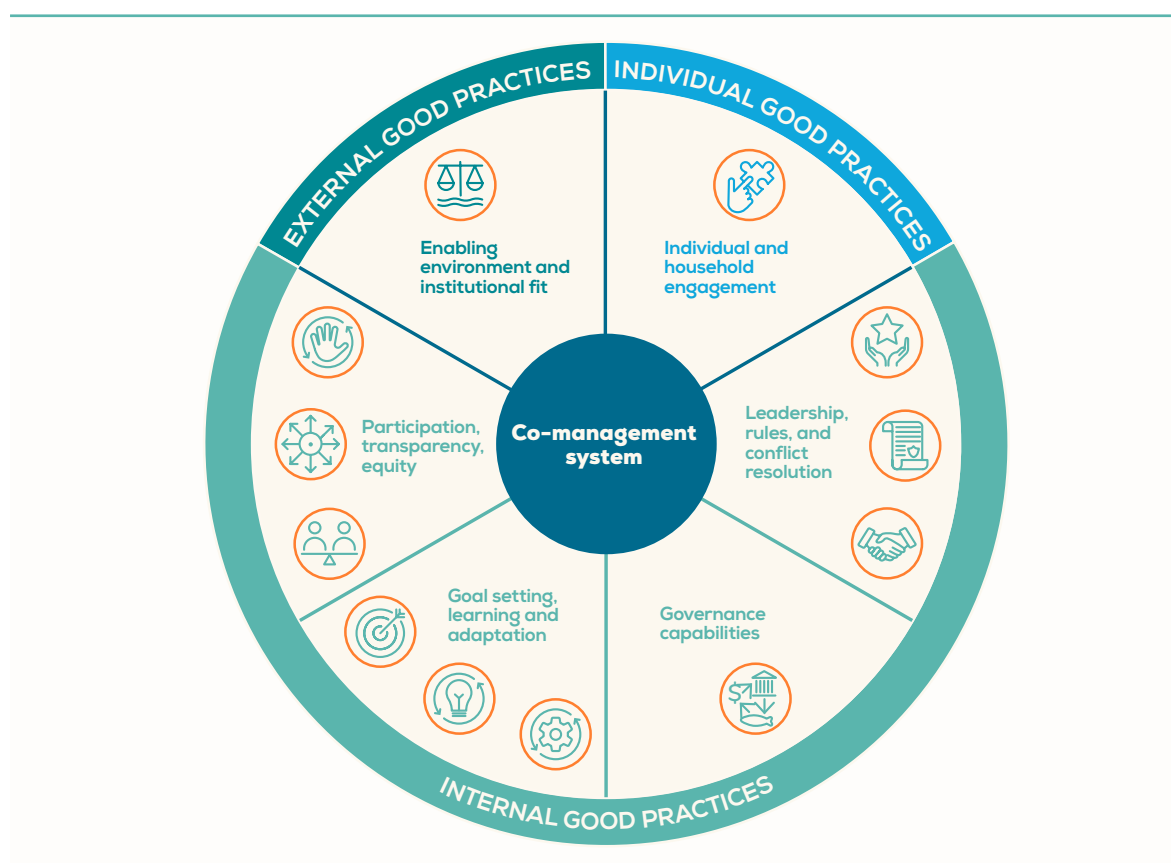 EXTERNAL GOOD PRACTICES
INDIVIDUAL GOOD PRACTICES
Enabling
environment and
institutional fit
Individual and
household
engagement
Participation,
transparency,
equity
Co-management
system
Leadership,
rules, and
conflict
resolution
Goal setting,
learning and
adaptation
Governance
capabilities
$
INTERNAL GOOD PRACTICES